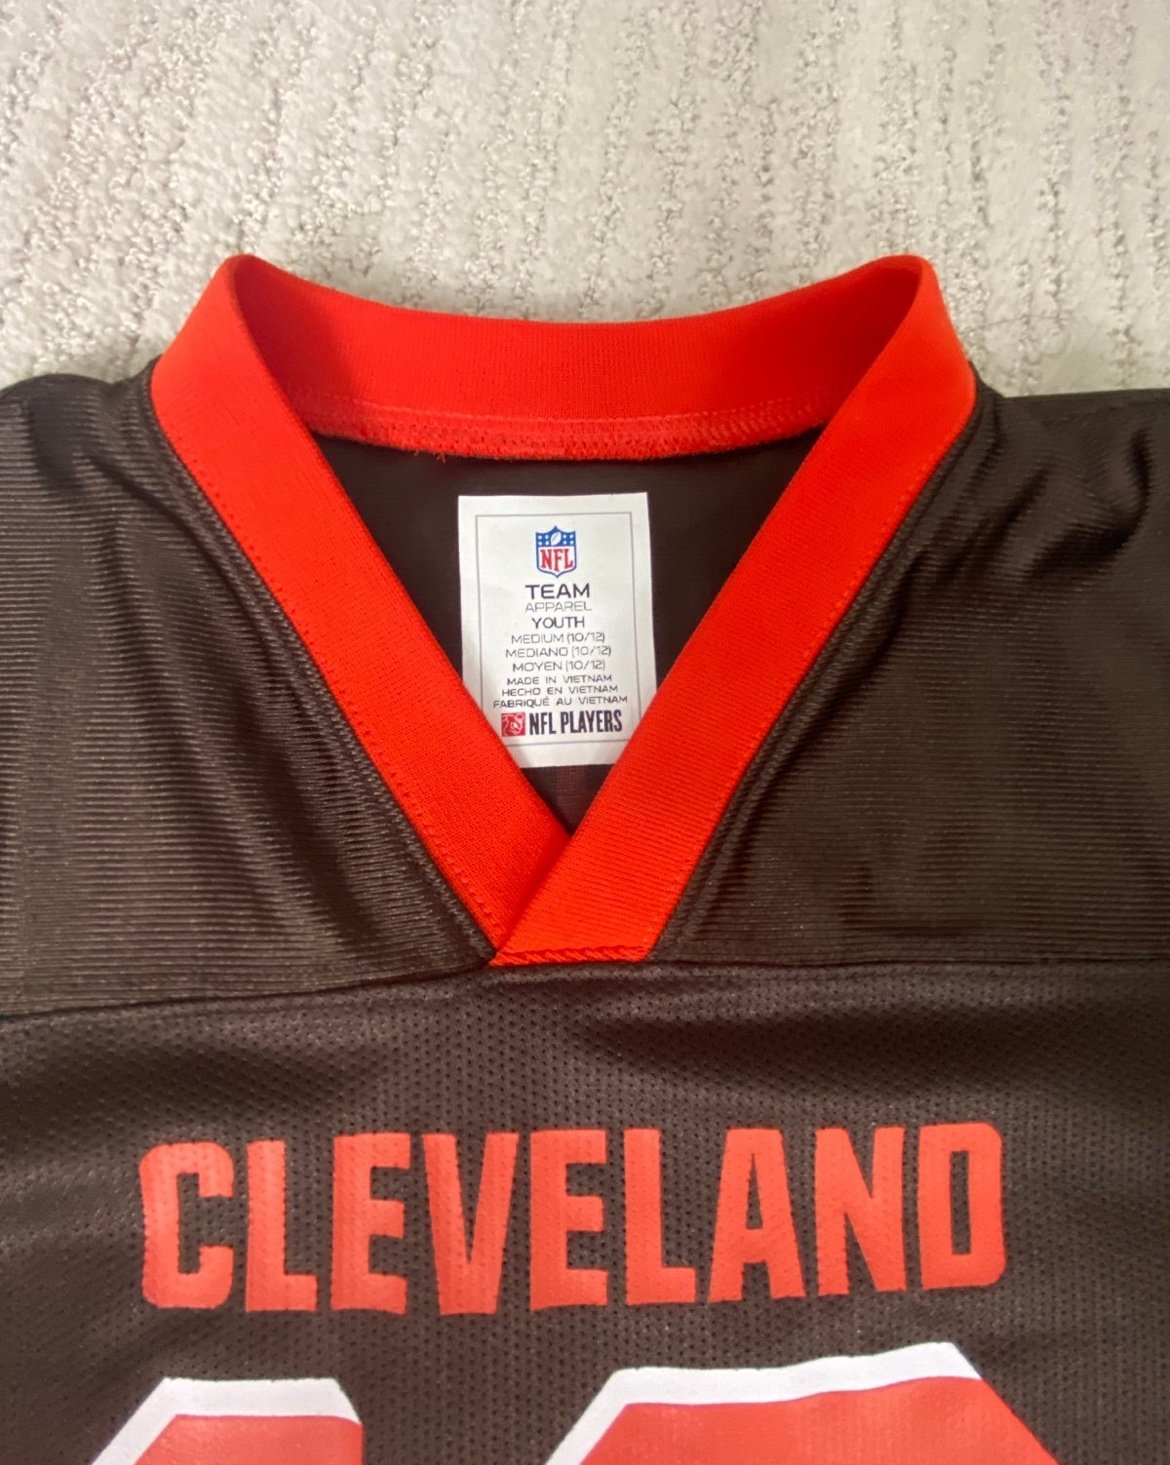 NFL
TEAM
APPAREL
YOUTH
MEDIUM (10/12)
MEDIANO (10/12)
MOYEN (10/12)
MADE IN VIETNAM
HECHO EN VIETNAM
FABRIQUÉ AU VIETNAM
NFL PLAYERS
CLEVELAND